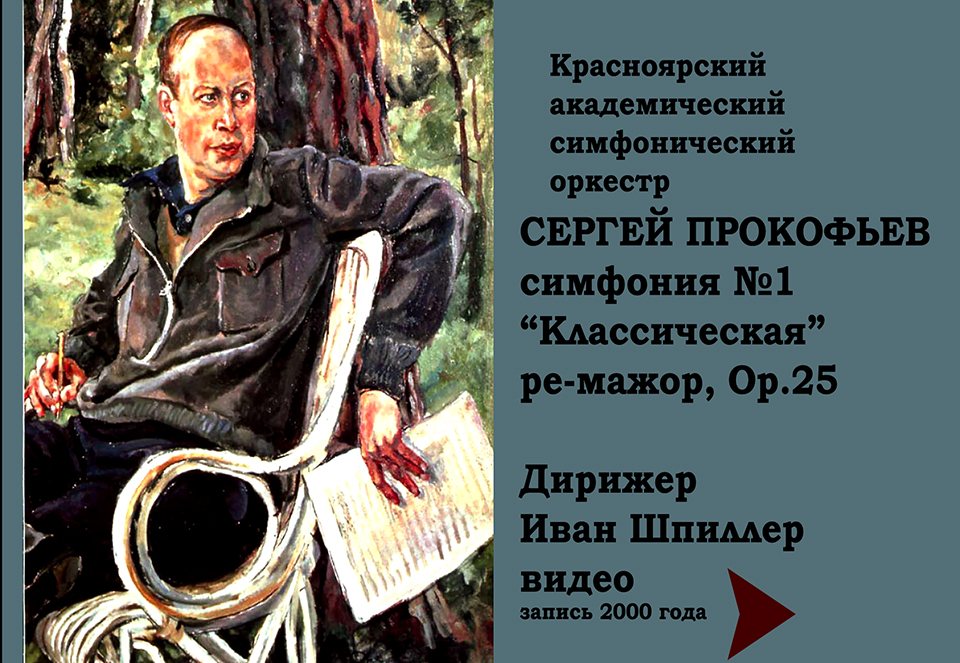 Красноярский
академический
симфонический
оркестр
СЕРГЕЙ ПРОКОФЬЕВ
симфония №1
“Классическая”
ре-мажор, Op.25
Дирижер
Иван Шпиллер
видео
запись 2000 года